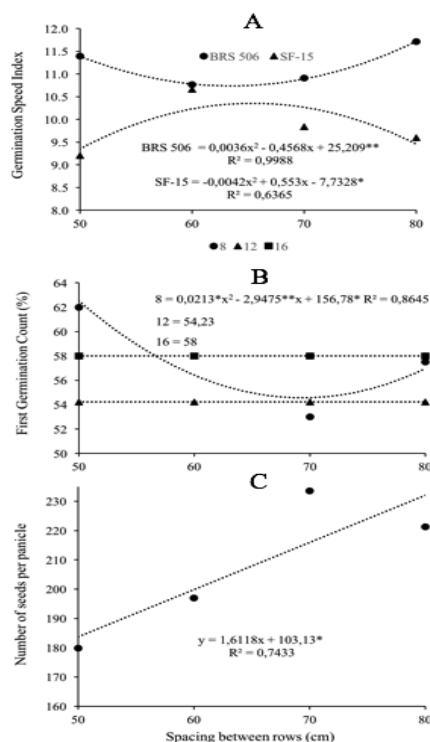 A
BRS 506 SF-15
Germination Speed Index
12.0
11.5
11.0
10.5
10.0
9.5
9.0
8.5
8.0
BRS 506 = 0,0036x² - 0,4568x + 25,209**
R² = 0,9988
SF-15 = -0,0042x² + 0,553x - 7,7328*
R² = 0,6365
50 60 70 80
8 12 16
B
First Germination Count (%)
64
62
60
58
56
54
52
50
8 = 0,0213*x² - 2,9475**x + 156,78* R² = 0,8645
12 = 54,23
16 = 58
50 60 70 80
C
Number of seeds per panicle
230
220
210
200
190
180
170
160
y = 1,6118x + 103,13*
R² = 0,7433
50 60 70 80
Spacing between rows (cm)